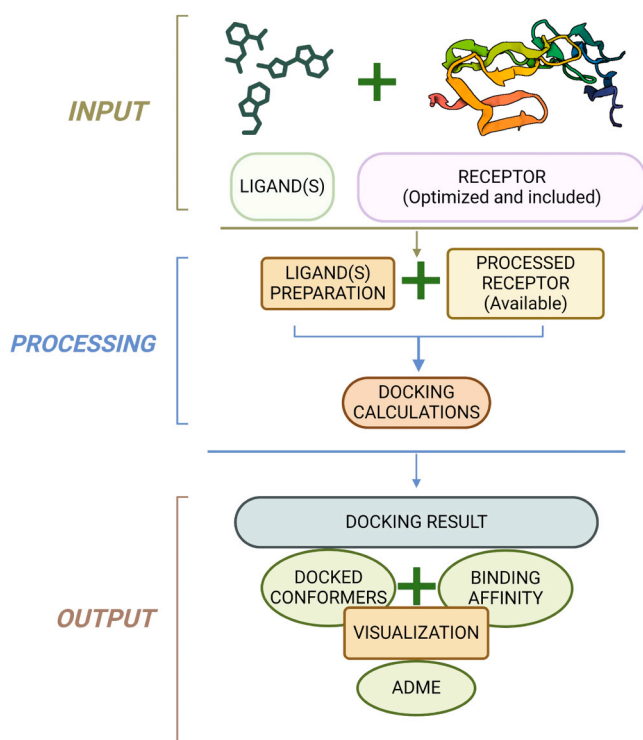 INPUT
LIGAND(S)
RECEPTOR
(Optimized and included)
PROCESSING
LIGAND(S)
PREPARATION
PROCESSED
RECEPTOR
(Available)
DOCKING
CALCULATIONS
OUTPUT
DOCKING RESULT
DOCKED
CONFORMERS
BINDING
AFFINITY
VISUALIZATION
ADME